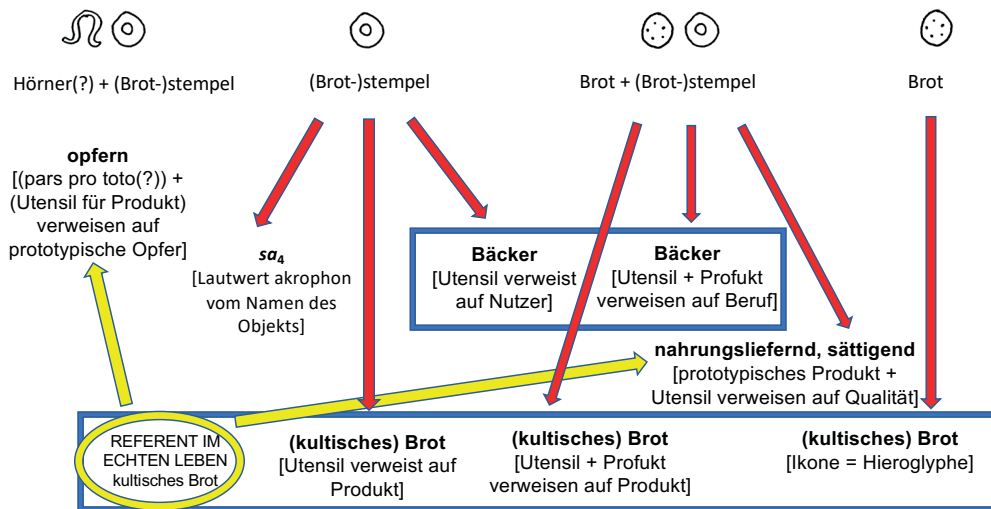 Hörner(?) + (Brot-)stempel
(Brot-)stempel
Brot + (Brot-)stempel
Brot
opfern
[(pars pro toto(?)) +
(Utensil für Produkt)
verweisen auf
prototypische Opfer]
sa₄
[Lautwert akrophon
vom Namen des
Objekts]
Bäcker
[Utensil verweist
auf Nutzer]
Bäcker
[Utensil + Profukt
verweisen auf Beruf]
nahrungsliefernd, sättigend
[prototypisches Produkt +
Utensil verweisen auf Qualität]
REFERENT IM
ECHTEN LEBEN
kultisches Brot
(kultisches) Brot
[Utensil verweist auf
Produkt]
(kultisches) Brot
[Utensil + Profukt
verweisen auf Produkt]
(kultisches) Brot
[Ikone = Hieroglyphe]